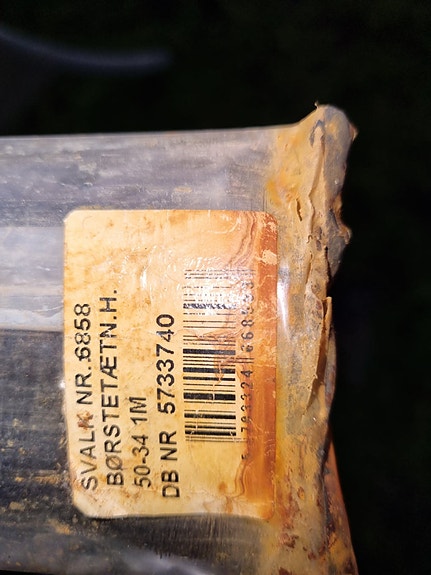 SVALK NR.6858
BØRSTETÆTN.H.
50-34 1M
DB NR 5733740